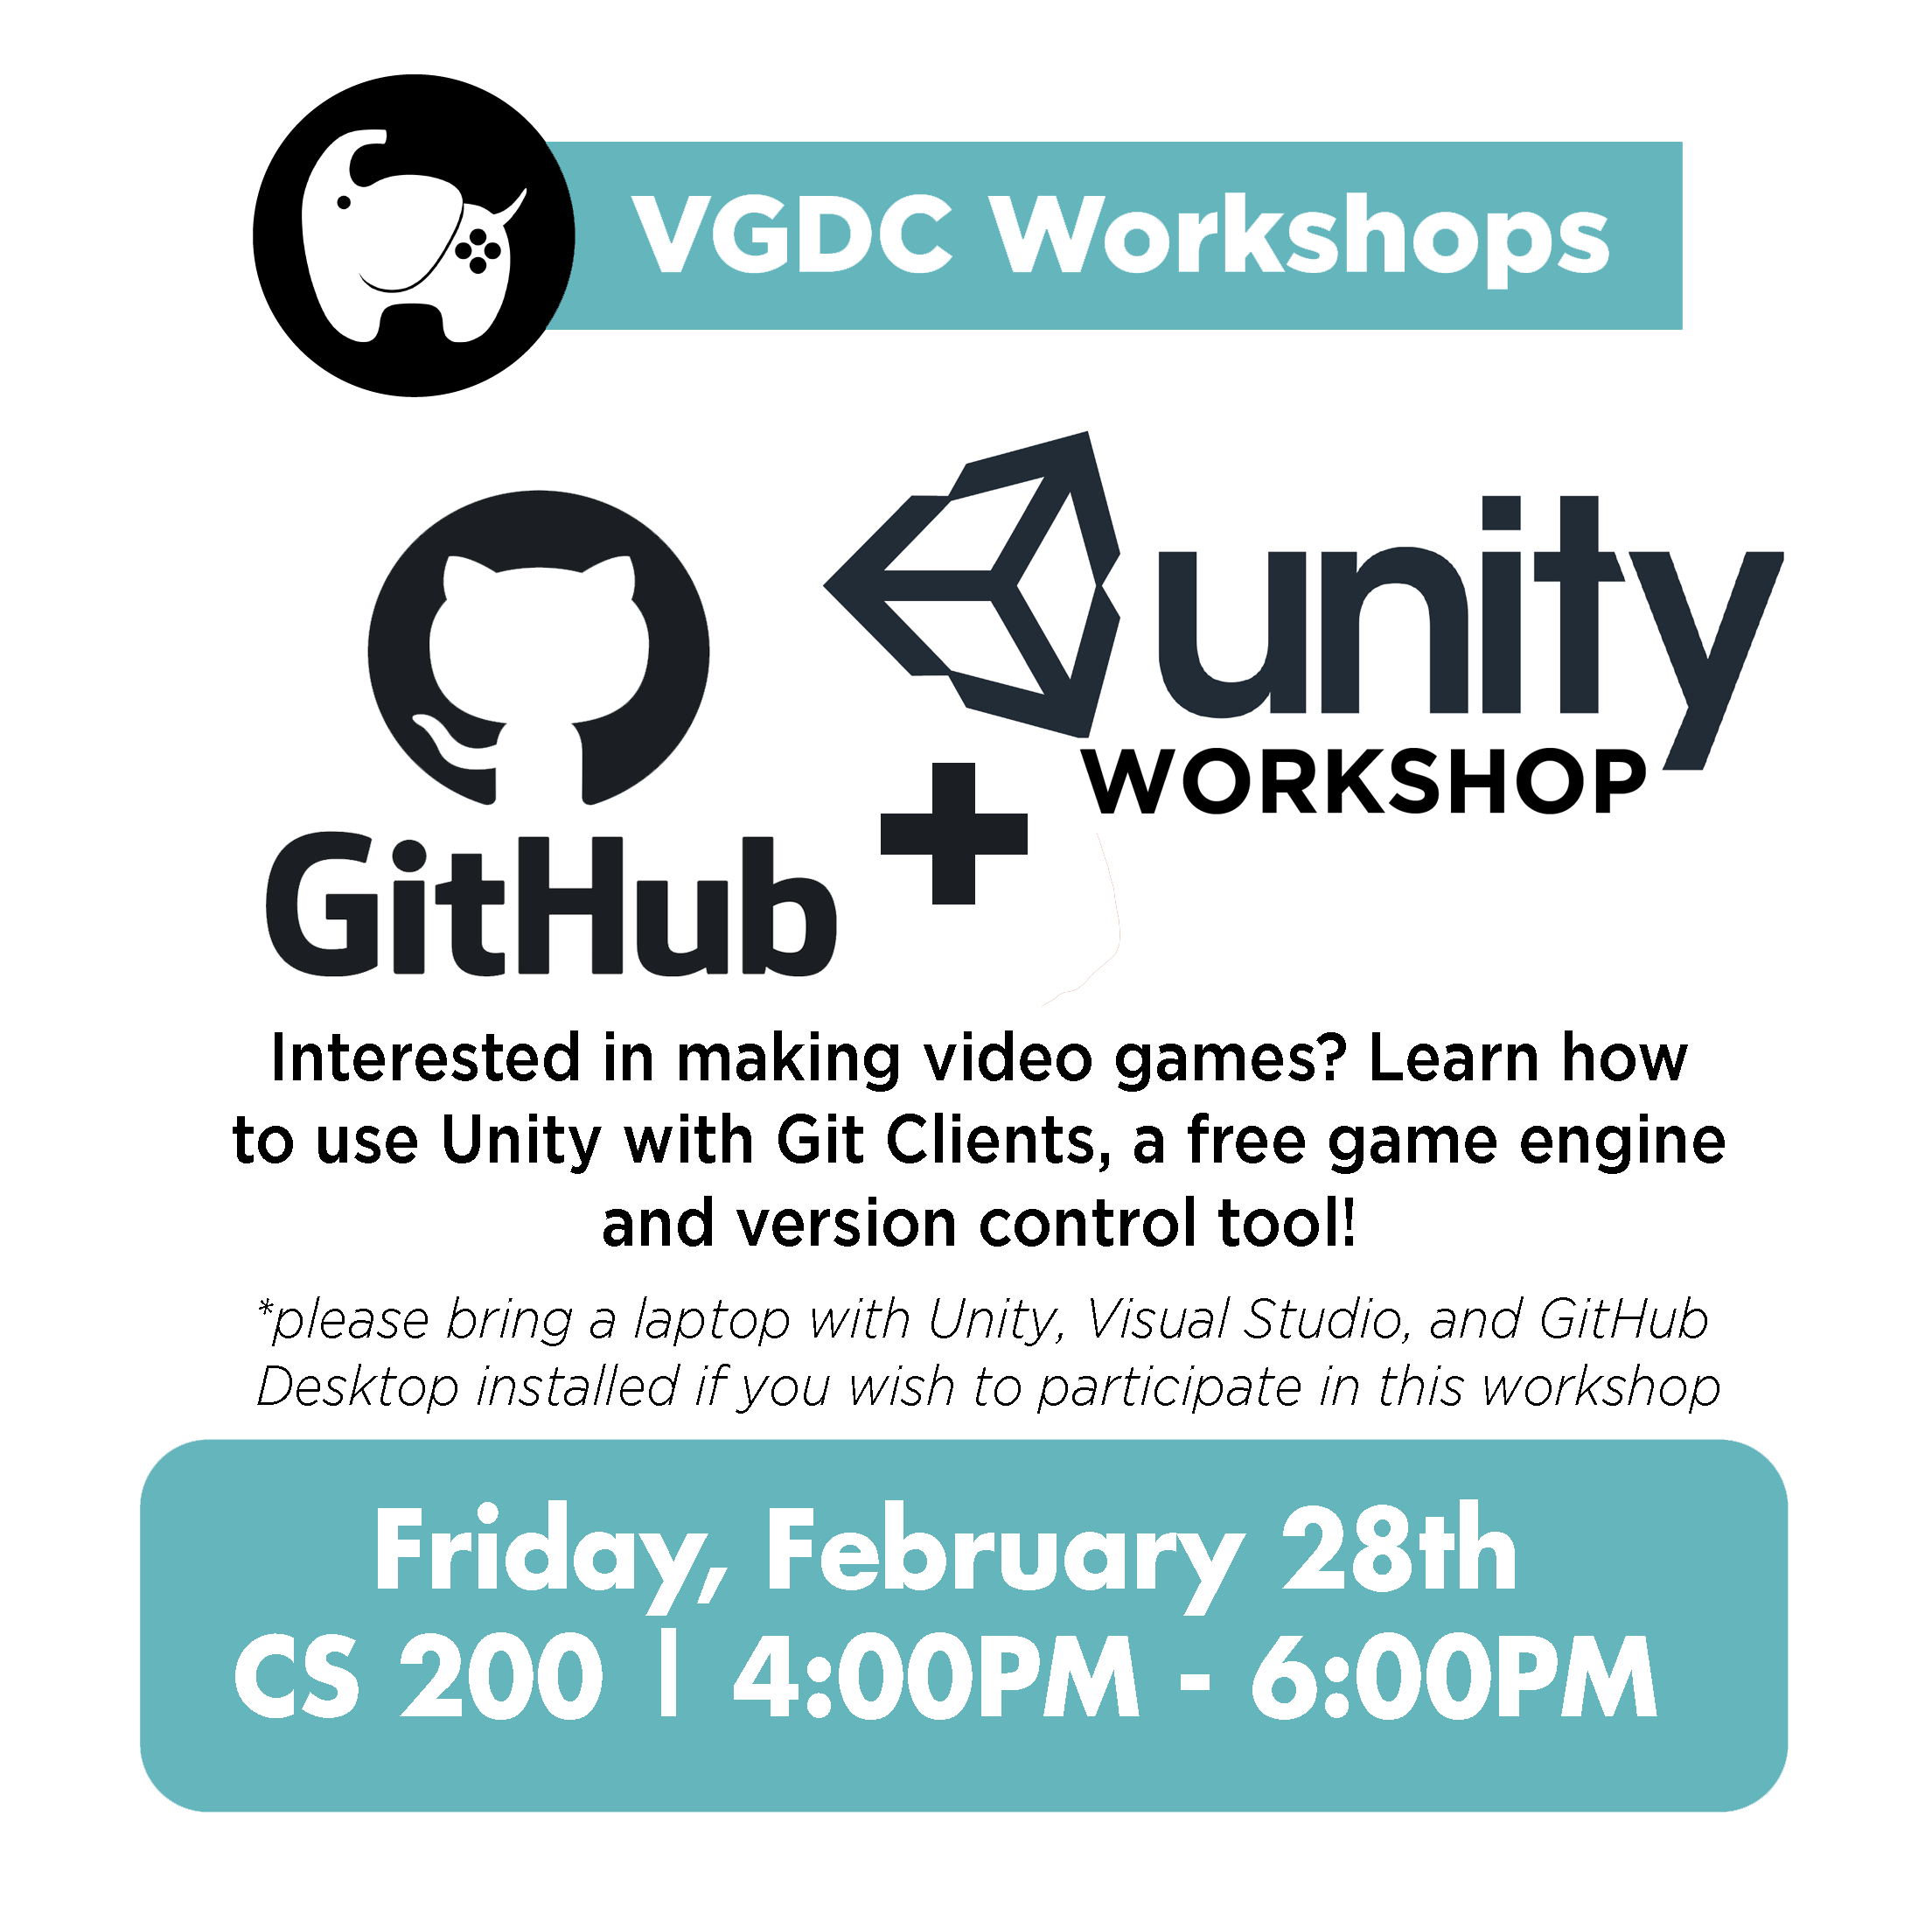 VGDC Workshops
unity
WORKSHOP
GitHub
+
Interested in making video games? Learn how
to use Unity with Git Clients, a free game engine
and version control tool!
*please bring a laptop with Unity, Visual Studio, and GitHub
Desktop installed if you wish to participate in this workshop
Friday, February 28th
CS 200 | 4:00PM - 6:00PM